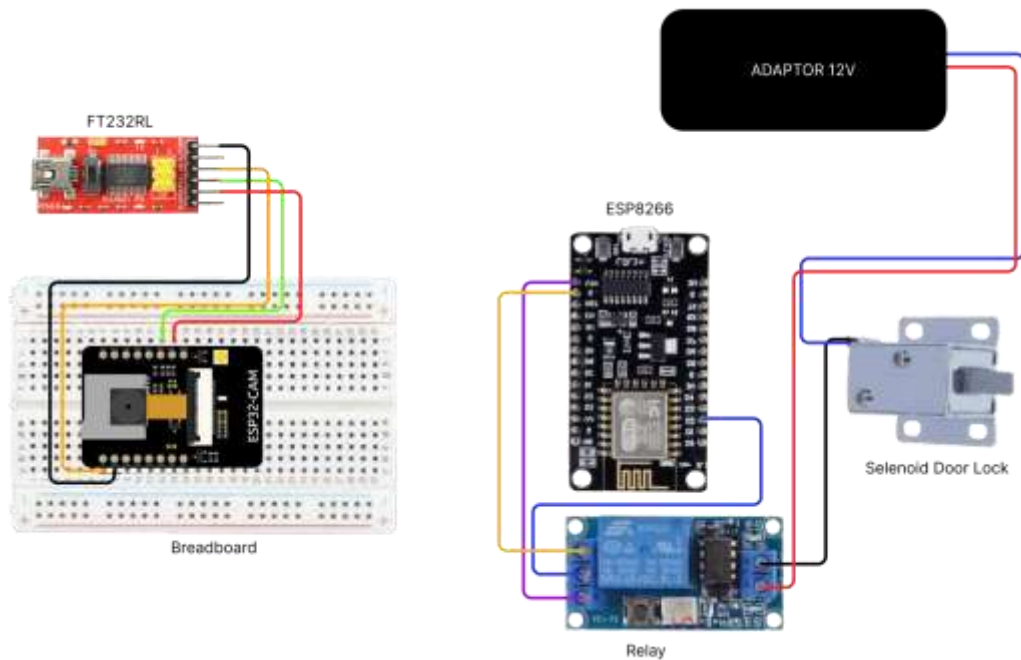 ADAPTOR 12V
FT232RL
ESP8266
ESP32-CAM
Selenoid Door Lock
Breadboard
Relay